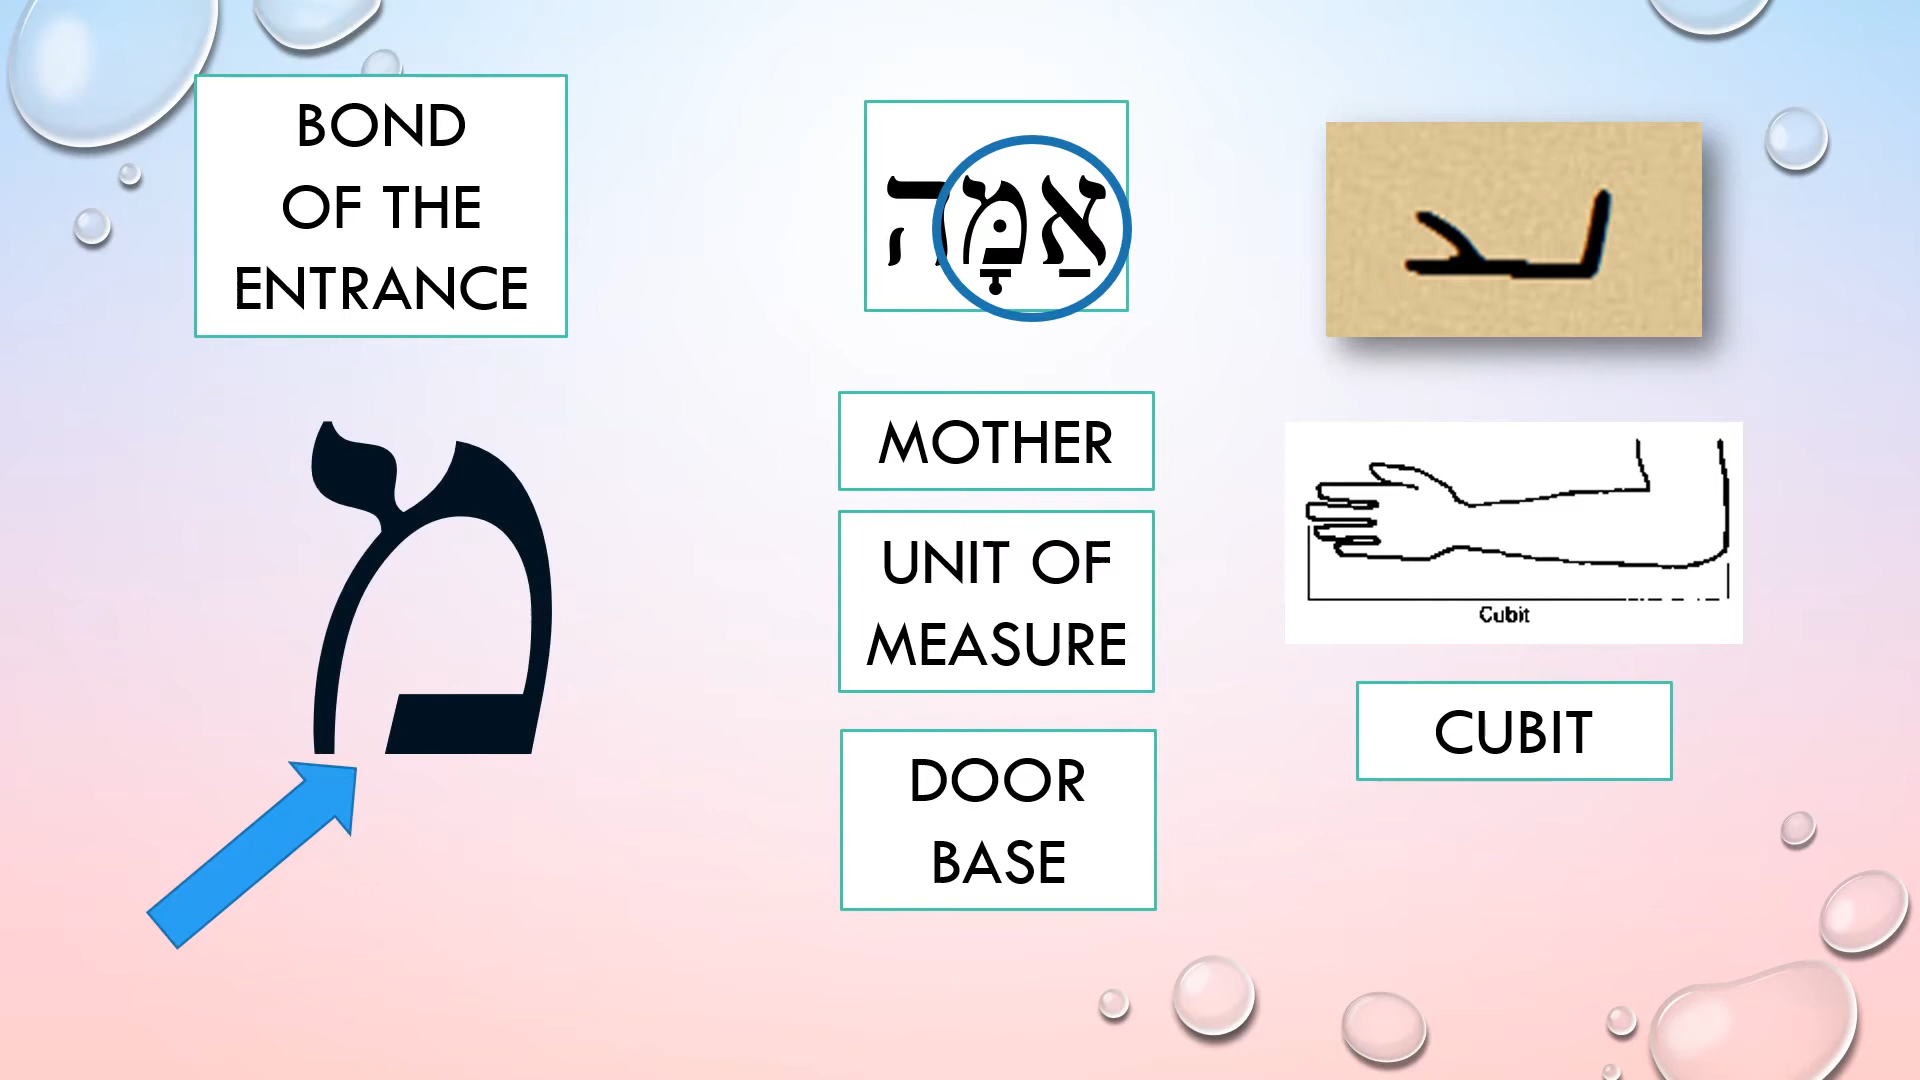 BOND
OF THE
ENTRANCE
מ
אַמָּה
MOTHER
UNIT OF
MEASURE
DOOR
BASE
Cubit
CUBIT